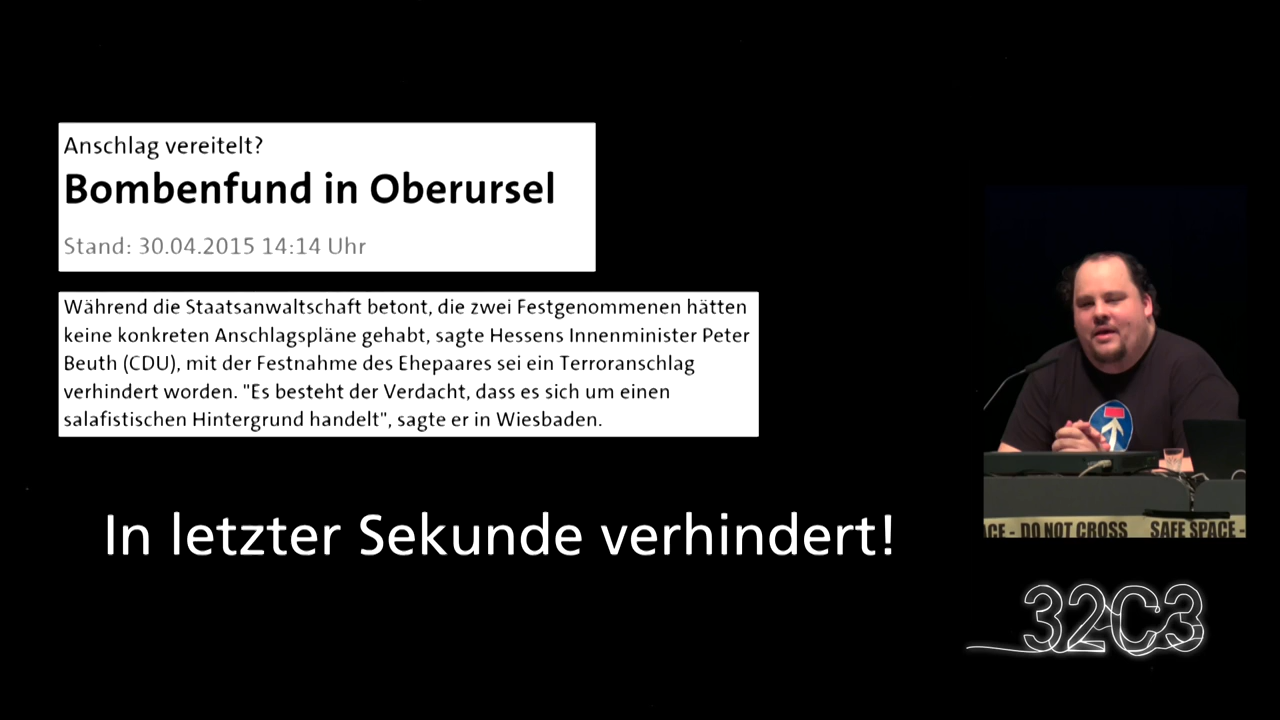 Anschlag vereitelt?
Bombenfund in Oberursel
Stand: 30.04.2015 14:14 Uhr
Während die Staatsanwaltschaft betont, die zwei Festgenommenen hätten
keine konkreten Anschlagspläne gehabt, sagte Hessens Innenminister Peter
Beuth (CDU), mit der Festnahme des Ehepaares sei ein Terroranschlag
verhindert worden. "Es besteht der Verdacht, dass es sich um einen
salafistischen Hintergrund handelt", sagte er in Wiesbaden.
In letzter Sekunde verhindert!
- DO NOT CROSS SAFE SPACE -
32C3